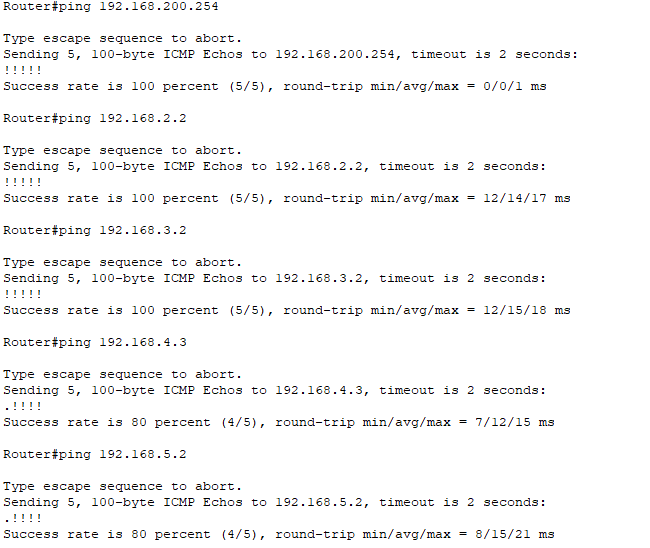 Router#ping 192.168.200.254
Type escape sequence to abort.
Sending 5, 100-byte ICMP Echos to 192.168.200.254, timeout is 2 seconds:
!!!!!
Success rate is 100 percent (5/5), round-trip min/avg/max = 0/0/1 ms
Router#ping 192.168.2.2
Type escape sequence to abort.
Sending 5, 100-byte ICMP Echos to 192.168.2.2, timeout is 2 seconds:
!!!!!
Success rate is 100 percent (5/5), round-trip min/avg/max = 12/14/17 ms
Router#ping 192.168.3.2
Type escape sequence to abort.
Sending 5, 100-byte ICMP Echos to 192.168.3.2, timeout is 2 seconds:
!!!!!
Success rate is 100 percent (5/5), round-trip min/avg/max = 12/15/18 ms
Router#ping 192.168.4.3
Type escape sequence to abort.
Sending 5, 100-byte ICMP Echos to 192.168.4.3, timeout is 2 seconds:
.!!!!
Success rate is 80 percent (4/5), round-trip min/avg/max = 7/12/15 ms
Router#ping 192.168.5.2
Type escape sequence to abort.
Sending 5, 100-byte ICMP Echos to 192.168.5.2, timeout is 2 seconds:
.!!!!
Success rate is 80 percent (4/5), round-trip min/avg/max = 8/15/21 ms